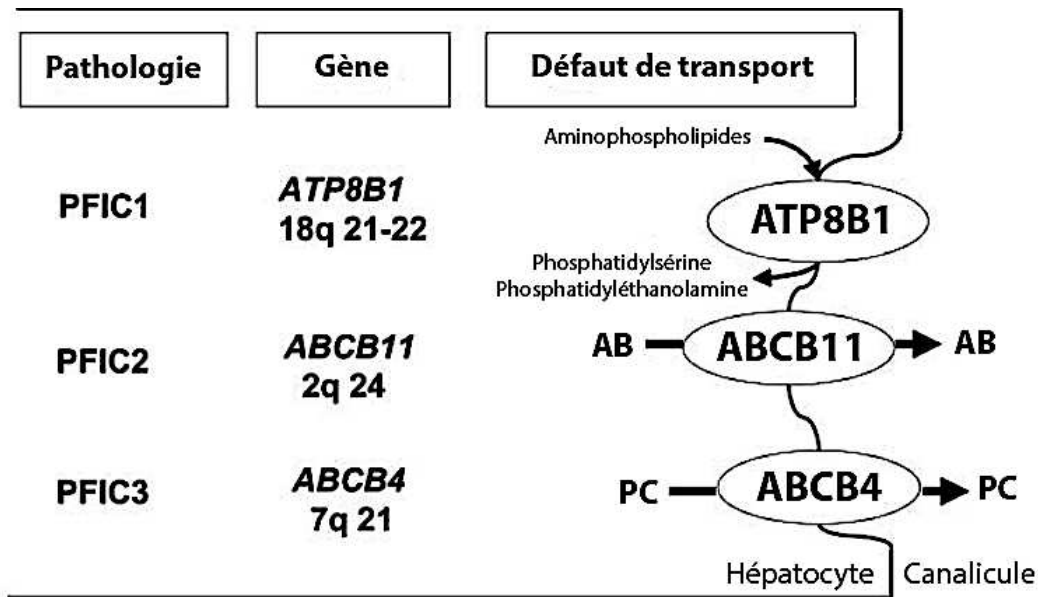 Pathologie
Gène
Défaut de transport
Aminophospholipides
PFIC1
ATP8B1
18q 21-22
ATP8B1
Phosphatidylsérine
Phosphatidyléthanolamine
PFIC2
ABCB11
2q 24
AB
ABCB11
AB
PFIC3
ABCB4
7q 21
PC
ABCB4
PC
Hépatocyte
Canalicule